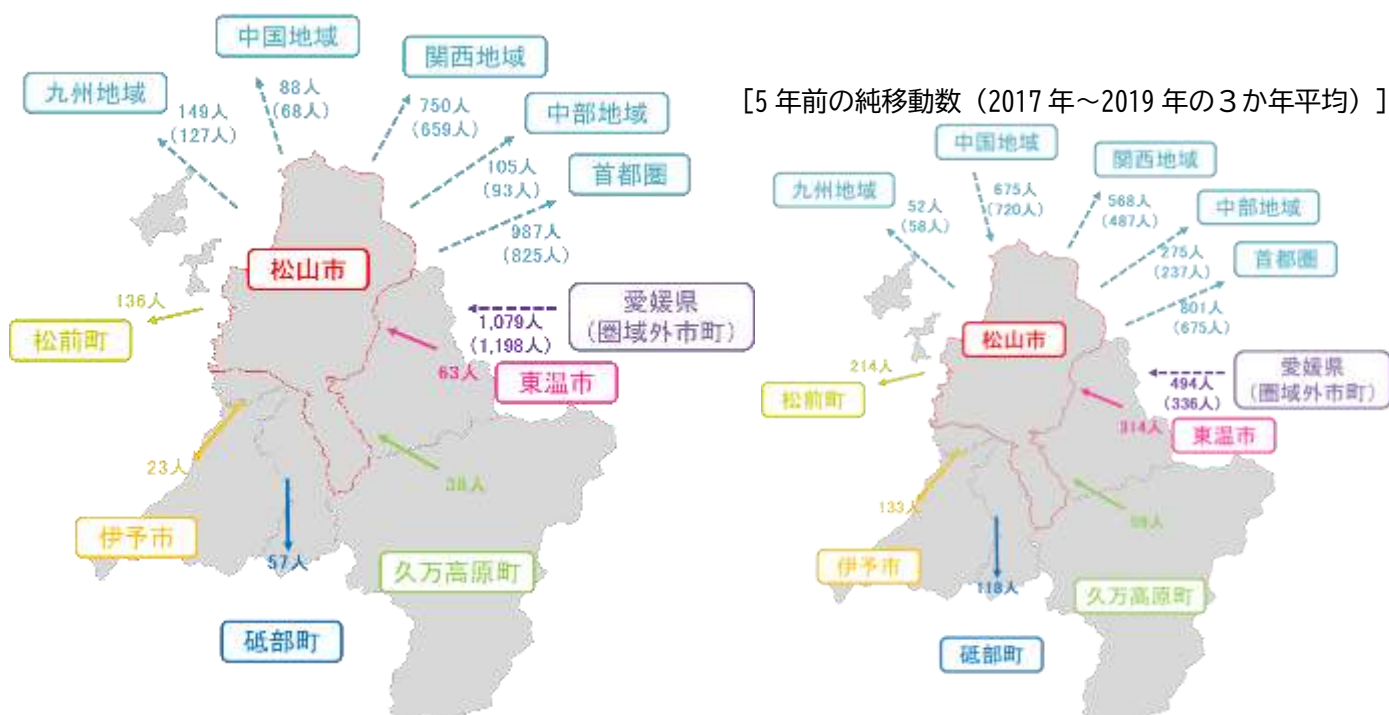 中国地域
88人
(68人)
関西地域
750人
(659人)
九州地域
149人
(127人)
中部地域
105人
(93人)
首都圏
987人
(825人)
松山市
136人
松前町
1,079人
(1,198人)
愛媛県
(圏域外市町)
63人
東温市
23人
伊予市
38人
57人
久万高原町
砥部町
[5年前の純移動数（2017年～2019年の３か年平均）]
中国地域
675人
(720人)
関西地域
568人
(487人)
九州地域
52人
(58人)
中部地域
275人
(237人)
首都圏
801人
(675人)
松山市
214人
松前町
494人
(336人)
愛媛県
(圏域外市町)
314人
東温市
133人
伊予市
118人
久万高原町
砥部町